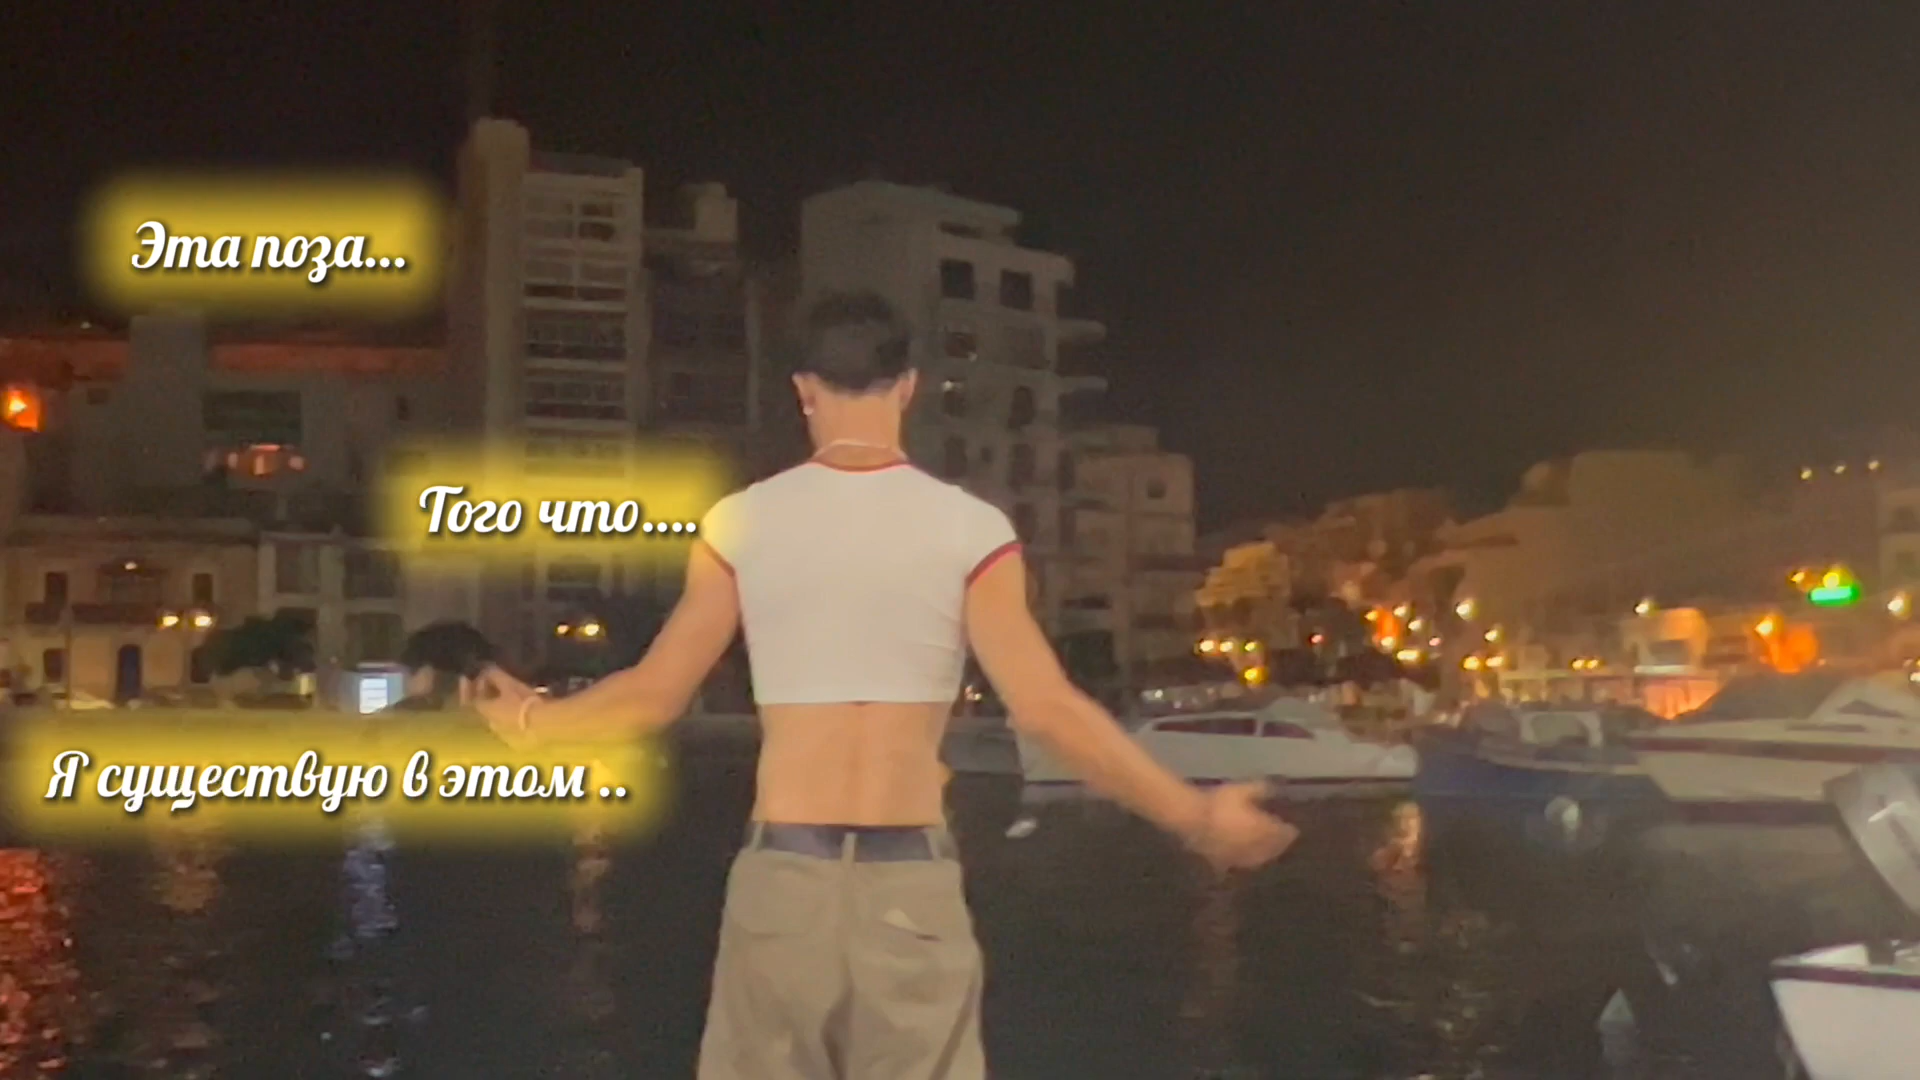 Эта поза...
Того что....
Я существую в этом ..